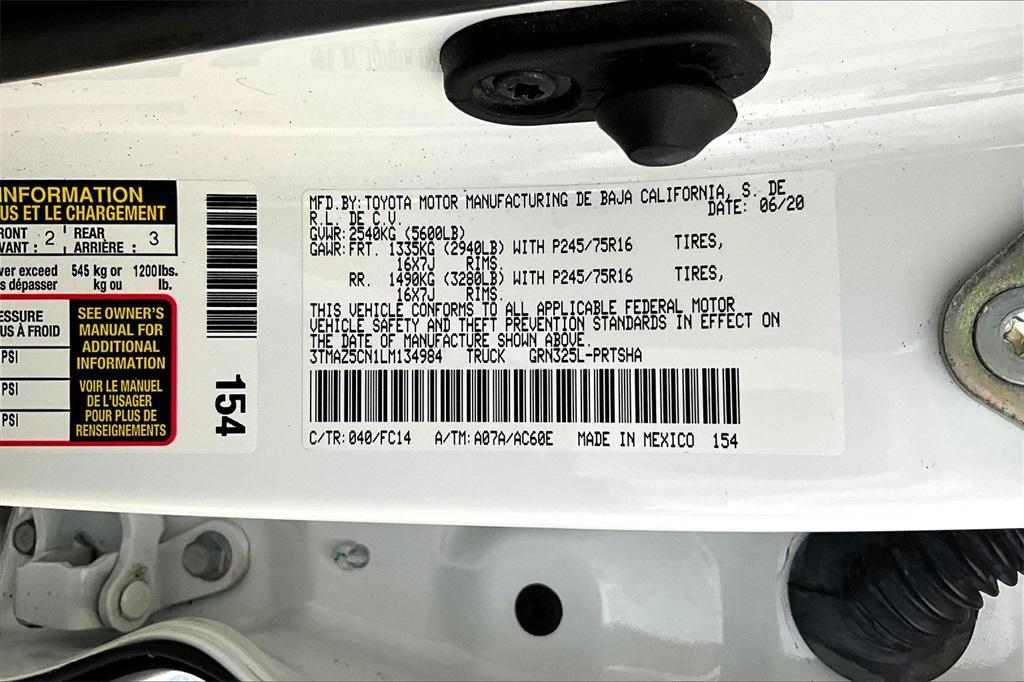 INFORMATION
US ET LE CHARGEMENT
FRONT 2 REAR 3
AVANT : ARRIÈRE :
ver exceed 545 kg or 1200lbs.
s dépasser kg ou lb.
PRESSURE
US À FROID
PSI
PSI
PSI
SEE OWNER'S
MANUAL FOR
ADDITIONAL
INFORMATION
VOIR LE MANUEL
DE L'USAGER
POUR PLUS DE
RENSEIGNEMENTS
154
MFD.BY:TOYOTA MOTOR MANUFACTURING DE BAJA CALIFORNIA, S. DE
R.L. DE C.V. DATE: 06/20
GVWR:2540KG (5600LB)
GAWR:FRT. 1335KG (2940LB) WITH P245/75R16 TIRES,
16X7J RIMS.
RR. 1490KG (3280LB) WITH P245/75R16 TIRES,
16X7J RIMS.
THIS VEHICLE CONFORMS TO ALL APPLICABLE FEDERAL MOTOR
VEHICLE SAFETY AND THEFT PREVENTION STANDARDS IN EFFECT ON
THE DATE OF MANUFACTURE SHOWN ABOVE.
3TMAZ5CN1LM134984 TRUCK GRN325L-PRTSHA
C/TR:040/FC14 A/TM:A07A/AC60E MADE IN MEXICO 154